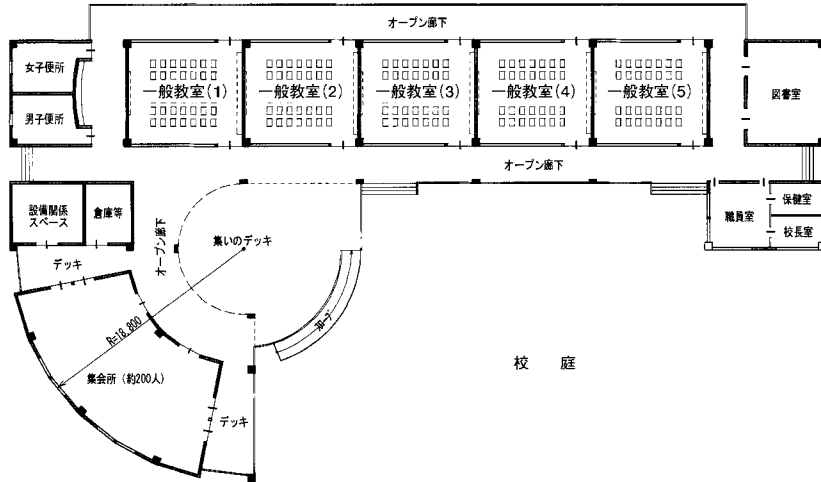 オープン廊下
女子便所
一般教室(1)
一般教室(2)
一般教室(3)
一般教室(4)
一般教室(5)
図書室
男子便所
オープン廊下
設備関係
スペース
倉庫等
オープン廊下
集いのデッキ
職員室
保健室
校長室
デッキ
R=18,800
スロープ
集会所（約200人）
デッキ
校　庭